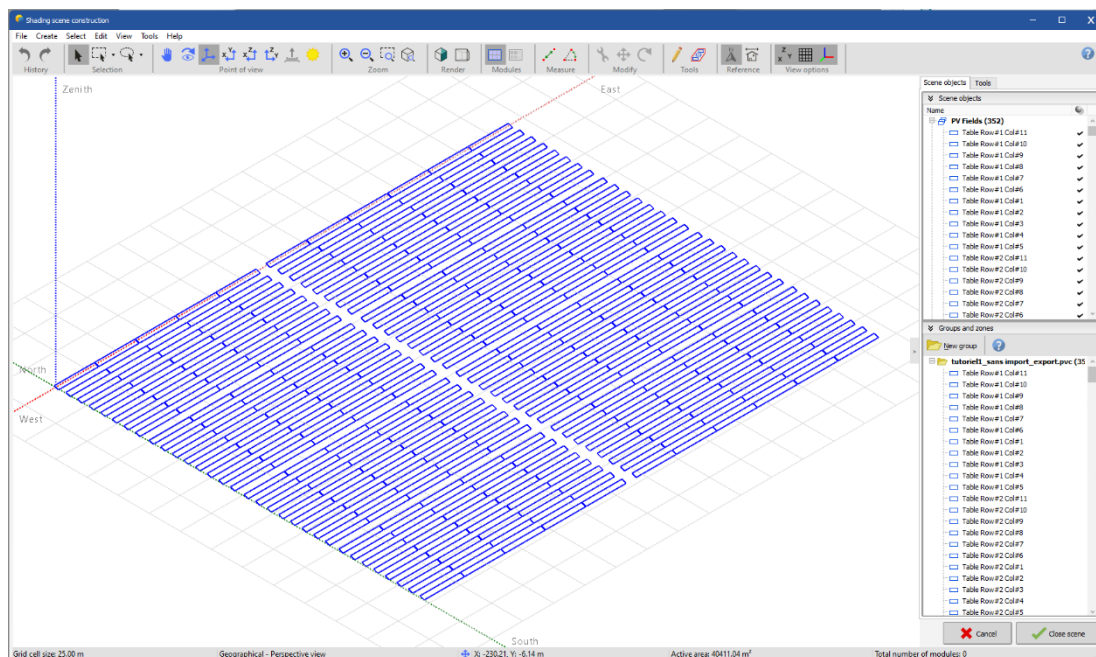 Shading scene construction
File Create Select Edit View Tools Help
History Selection Point of view Zoom Render Modules Measure Modify Tools Reference View options
Zenith
East
North
West
South
Scene objects Tools
Scene objects
Name
PV Fields (352)
Table Row#1 Col#11
Table Row#1 Col#10
Table Row#1 Col#9
Table Row#1 Col#8
Table Row#1 Col#7
Table Row#1 Col#6
Table Row#1 Col#1
Table Row#1 Col#2
Table Row#1 Col#3
Table Row#1 Col#4
Table Row#1 Col#5
Table Row#2 Col#11
Table Row#2 Col#10
Table Row#2 Col#9
Table Row#2 Col#8
Table Row#2 Col#7
Table Row#2 Col#6
Groups and zones
New group
tutoriel1_sans import_export.pvc (35
Table Row#1 Col#11
Table Row#1 Col#10
Table Row#1 Col#9
Table Row#1 Col#8
Table Row#1 Col#7
Table Row#1 Col#6
Table Row#1 Col#1
Table Row#1 Col#2
Table Row#1 Col#3
Table Row#1 Col#4
Table Row#1 Col#5
Table Row#2 Col#11
Table Row#2 Col#10
Table Row#2 Col#9
Table Row#2 Col#8
Table Row#2 Col#7
Table Row#2 Col#6
Table Row#2 Col#1
Table Row#2 Col#2
Table Row#2 Col#3
Table Row#2 Col#4
Table Row#2 Col#5
Cancel Close scene
Grid cell size: 25.00 m Geographical - Perspective view X: -230.21, Y: -6.14 m Active area: 40411.04 m² Total number of modules: 0